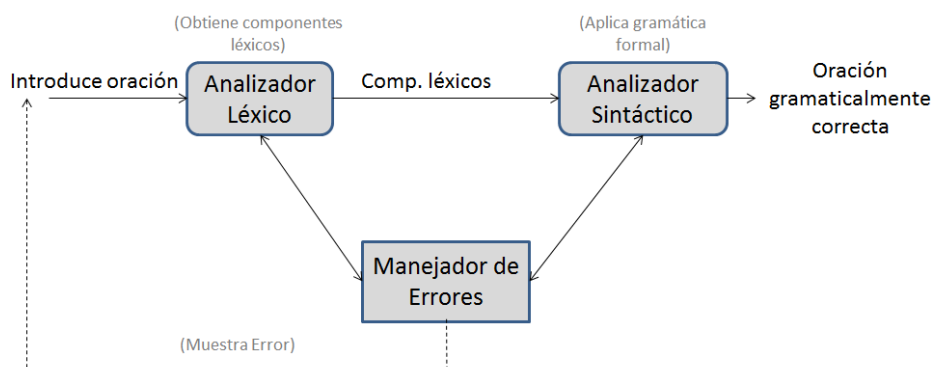 (Obtiene componentes
léxicos)
(Aplica gramática
formal)
Introduce oración
Analizador
Léxico
Comp. léxicos
Analizador
Sintáctico
Oración
gramaticalmente
correcta
Manejador de
Errores
(Muestra Error)